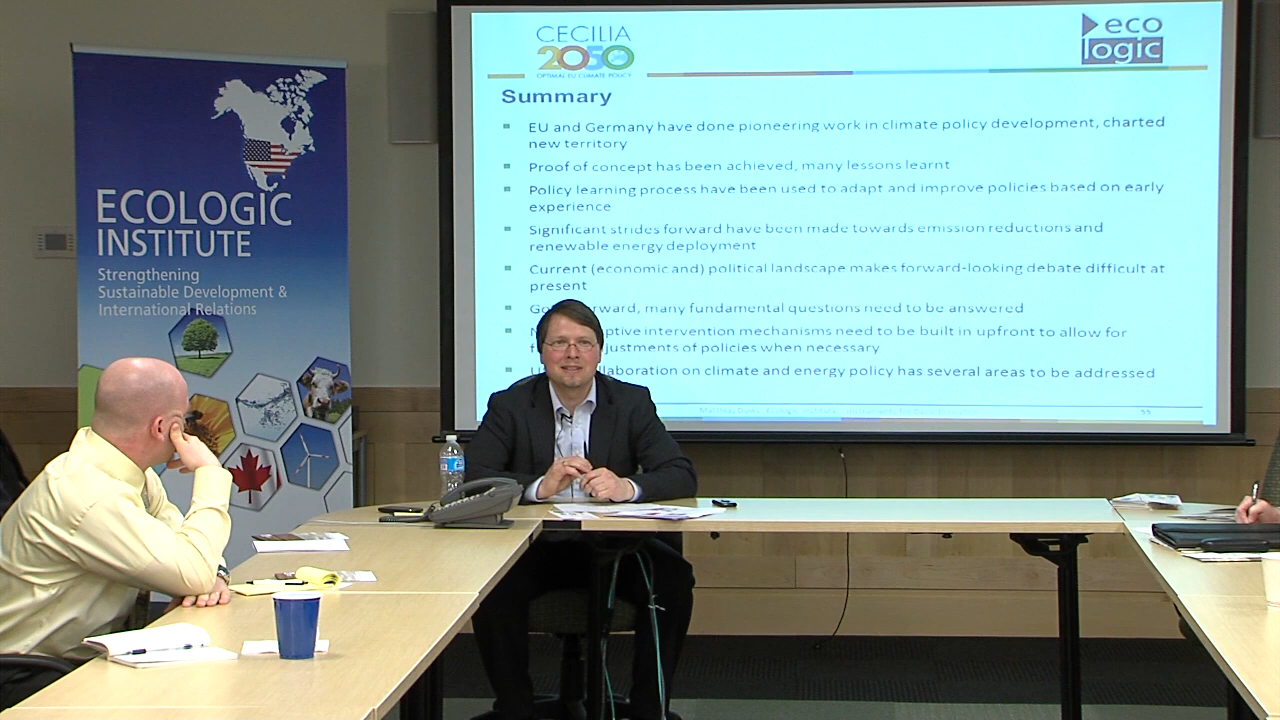 ECOLOGIC
INSTITUTE
Strengthening
Sustainable Development &
International Relations
CECILIA
2050
OPTIMAL EU CLIMATE POLICY
eco
logic
Summary
EU and Germany have done pioneering work in climate policy development, charted
new territory
Proof of concept has been achieved, many lessons learnt
Policy learning process have been used to adapt and improve policies based on early
experience
Significant strides forward have been made towards emission reductions and
renewable energy deployment
Current (economic and) political landscape makes forward-looking debate difficult at
present
forward, many fundamental questions need to be answered
intervention mechanisms need to be built in upfront to allow for
of policies when necessary
on climate and energy policy has several areas to be addressed
55